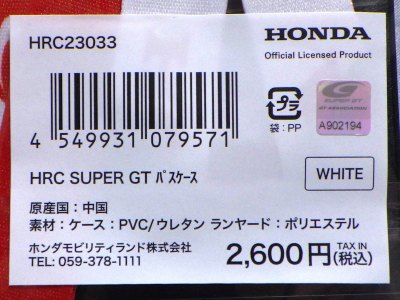 HRC23033
HONDA
Official Licensed Product
プラ
袋：PP
SUPER GT
GT ASSOCIATION
A902194
4 549931 079571
HRC SUPER GT ﾊﾟｽｹｰｽ
WHITE
原産国：中国
素材：ケース：PVC/ウレタン ランヤード：ポリエステル
ホンダモビリティランド株式会社
TEL: 059-378-1111
2,600円 TAX IN (税込)